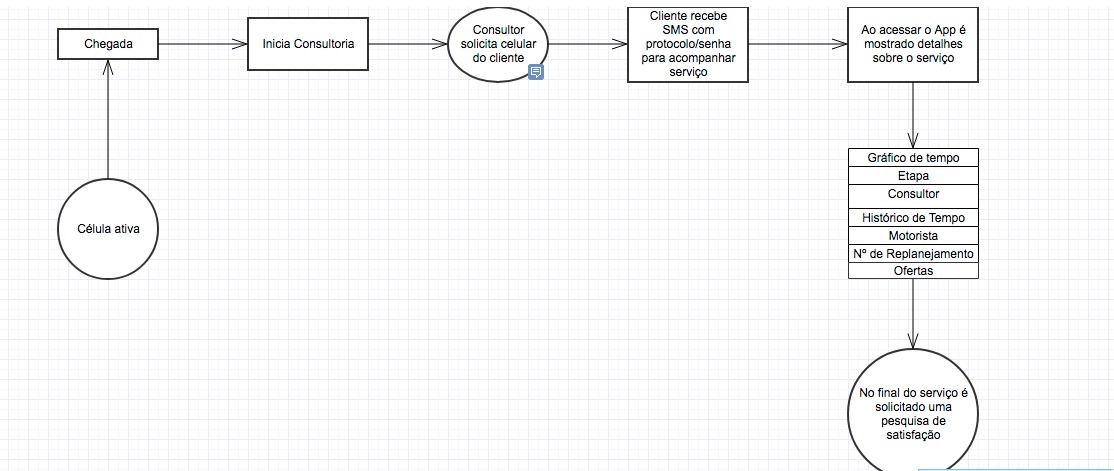 Chegada
Inicia Consultoria
Consultor
solicita celular
do cliente
Cliente recebe
SMS com
protocolo/senha
para acompanhar
serviço
Ao acessar o App é
mostrado detalhes
sobre o serviço
Célula ativa
Gráfico de tempo
Etapa
Consultor
Histórico de Tempo
Motorista
Nº de Replanejamento
Ofertas
No final do serviço é
solicitado uma
pesquisa de
satisfação